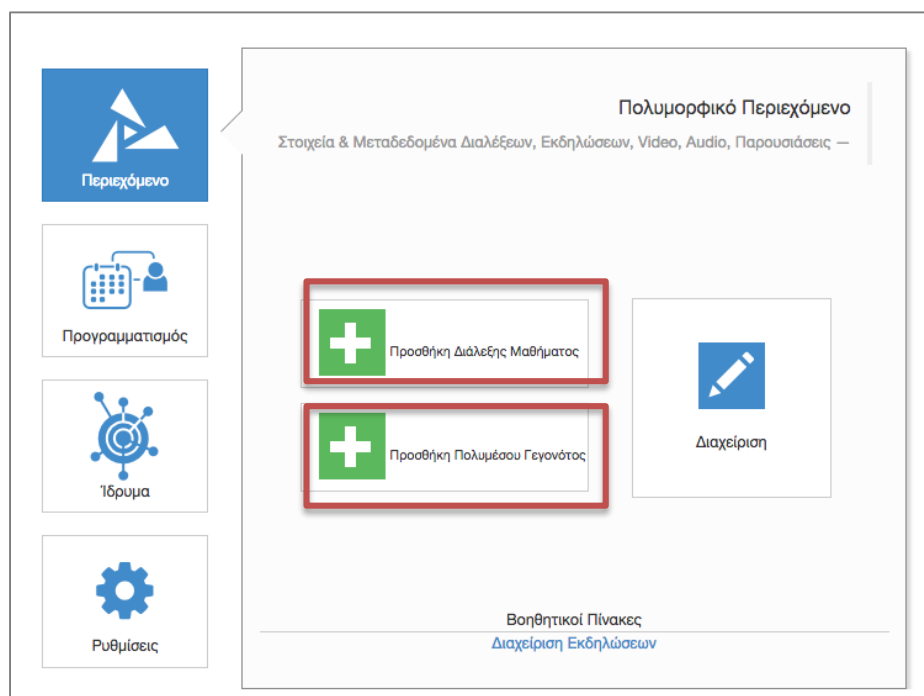 Περιεχόμενο
Προγραμματισμός
Ίδρυμα
Ρυθμίσεις
Πολυμορφικό Περιεχόμενο
Στοιχεία & Μεταδεδομένα Διαλέξεων, Εκδηλώσεων, Video, Audio, Παρουσιάσεις —
Προσθήκη Διάλεξης Μαθήματος
Προσθήκη Πολυμέσου Γεγονότος
Διαχείριση
Βοηθητικοί Πίνακες
Διαχείριση Εκδηλώσεων